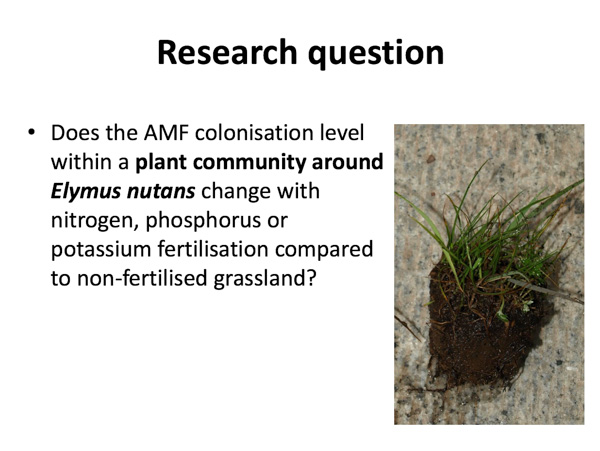 Research question
• Does the AMF colonisation level
within a plant community around
Elymus nutans change with
nitrogen, phosphorus or
potassium fertilisation compared
to non-fertilised grassland?